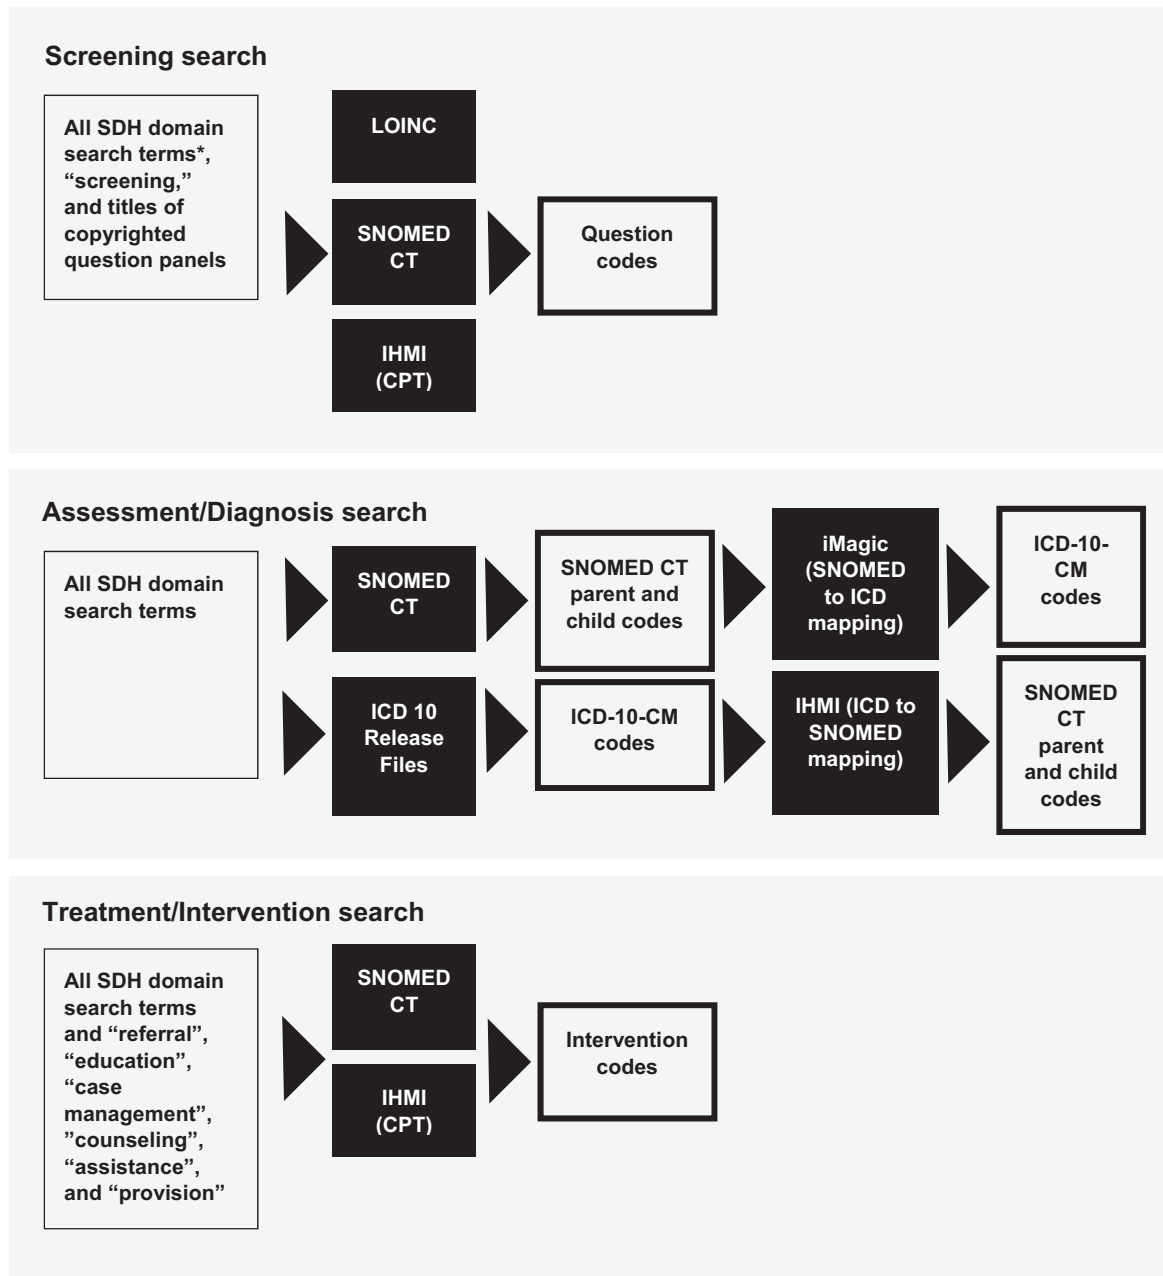 Screening search
All SDH domain
search terms*,
“screening,”
and titles of
copyrighted
question panels
LOINC
SNOMED
CT
IHMI
(CPT)
Question
codes
Assessment/Diagnosis search
All SDH domain
search terms
SNOMED
CT
SNOMED CT
parent and
child codes
iMagic
(SNOMED
to ICD
mapping)
ICD-10-
CM
codes
ICD 10
Release
Files
ICD-10-CM
codes
IHMI (ICD to
SNOMED
mapping)
SNOMED
CT
parent
and child
codes
Treatment/Intervention search
All SDH domain
search terms
and “referral”,
“education”,
“case
management”,
”counseling”,
“assistance”,
and “provision”
SNOMED
CT
IHMI
(CPT)
Intervention
codes